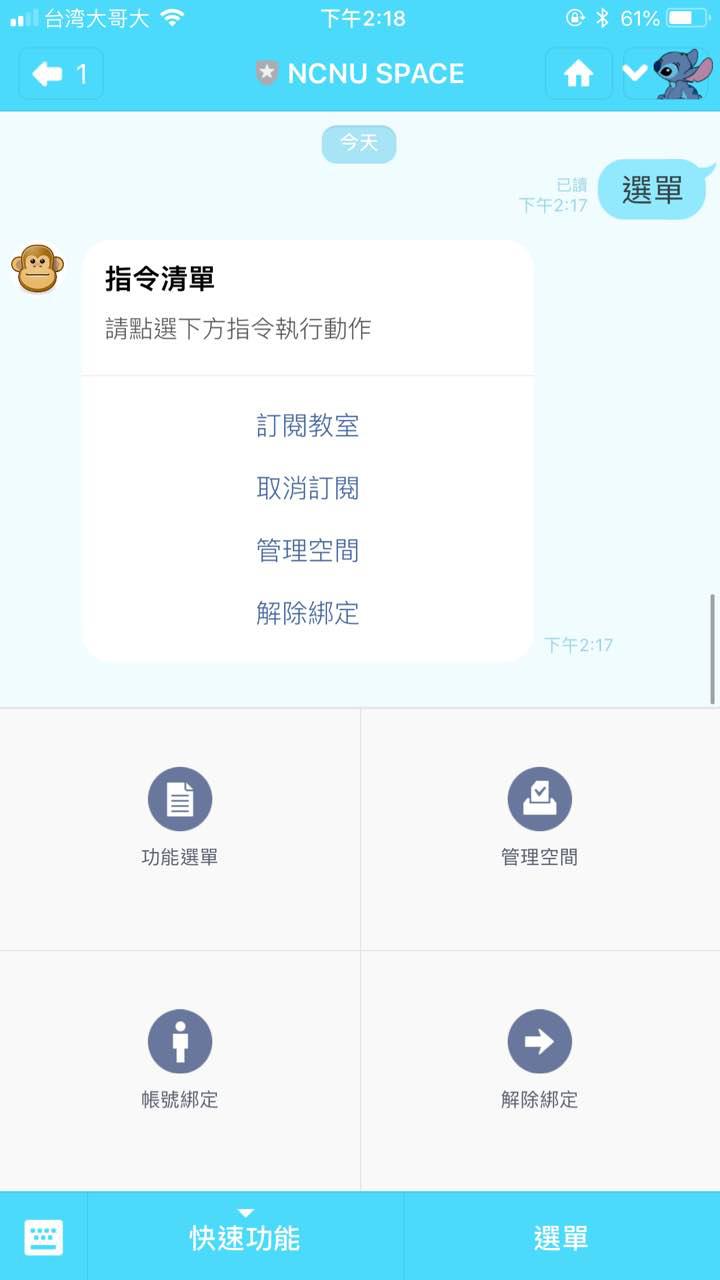 台湾大哥大 下午2:18 61%
1 NCNU SPACE
今天
已讀
下午2:17
選單
指令清單
請點選下方指令執行動作
訂閱教室
取消訂閱
管理空間
解除綁定
下午2:17
功能選單 管理空間
帳號綁定 解除綁定
快速功能 選單